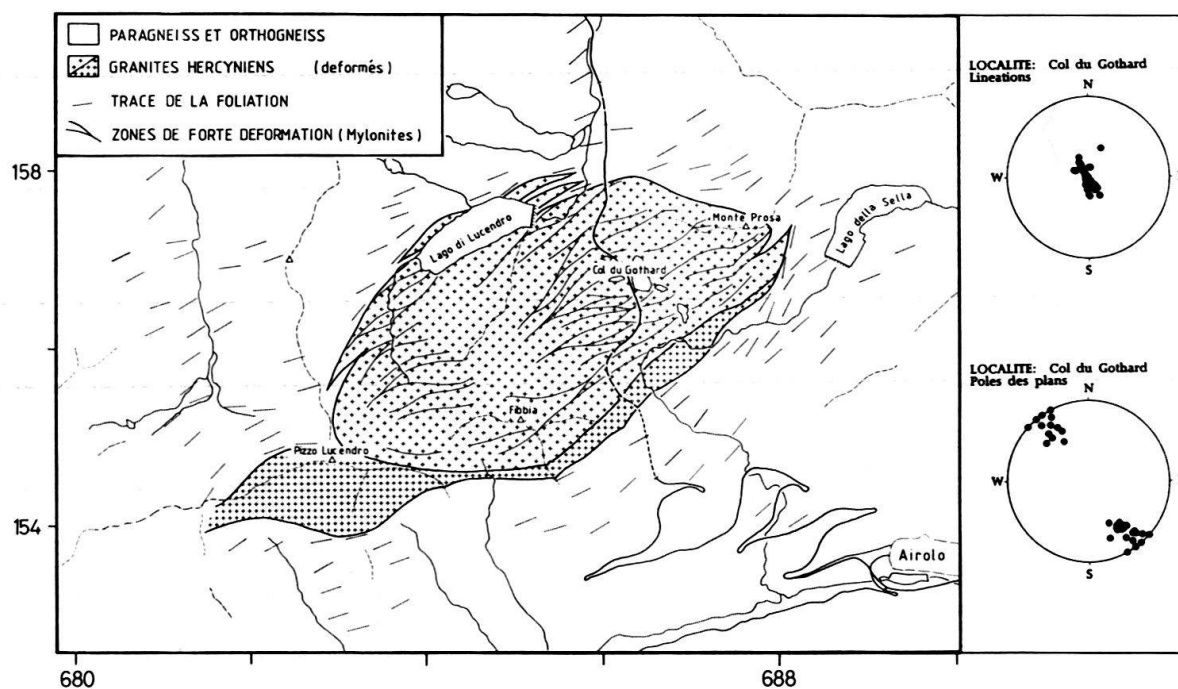 PARAGNEISS ET ORTHOGNEISS
GRANITES HERCYNIENS (deformés)
TRACE DE LA FOLIATION
ZONES DE FORTE DEFORMATION (Mylonites)
158
154
680
688
Lago di Lucendro
Monte Prosa
Lago della Sella
Col du Gothard
Fibbia
Pizzo Lucendro
Airolo
LOCALITE: Col du Gothard
Lineations
N
W
S
LOCALITE: Col du Gothard
Poles des plans
N
W
S